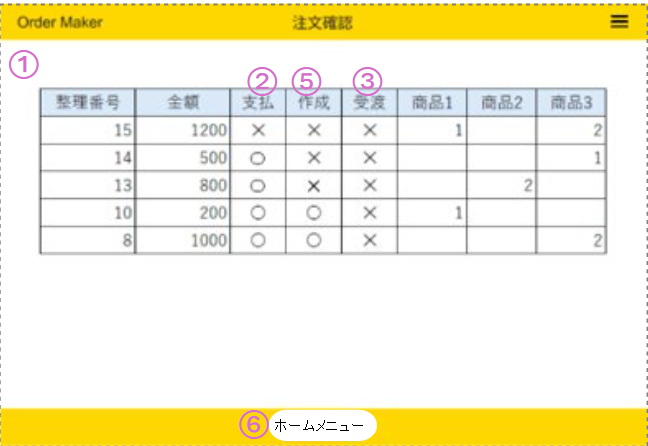 Order Maker 注文確認
①
② ⑤ ③
整理番号 金額 支払 作成 受渡 商品1 商品2 商品3
15 1200 × × × 1 2
14 500 ○ × × 1
13 800 ○ × × 2
10 200 ○ ○ × 1
8 1000 ○ ○ × 2
⑥ ホームメニュー